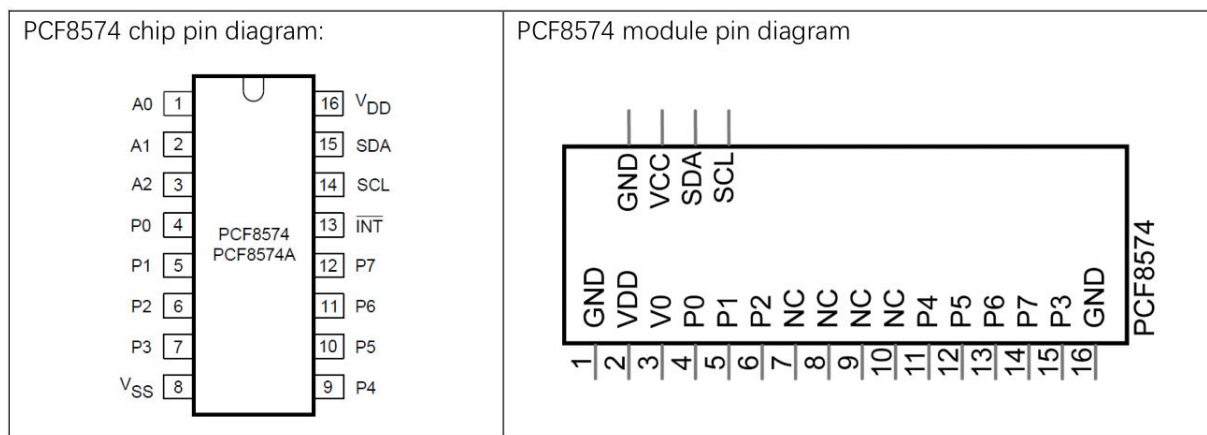 PCF8574 chip pin diagram:
A0 1 16 VDD
A1 2 15 SDA
A2 3 14 SCL
P0 4 13 INT
PCF8574
PCF8574A
P1 5 12 P7
P2 6 11 P6
P3 7 10 P5
VSS 8 9 P4
PCF8574 module pin diagram
GND VCC SDA SCL
GND VDD V0 P0 P1 P2 NC NC NC NC P4 P5 P6 P7 P3 GND
1 2 3 4 5 6 7 8 9 10 11 12 13 14 15 16
PCF8574